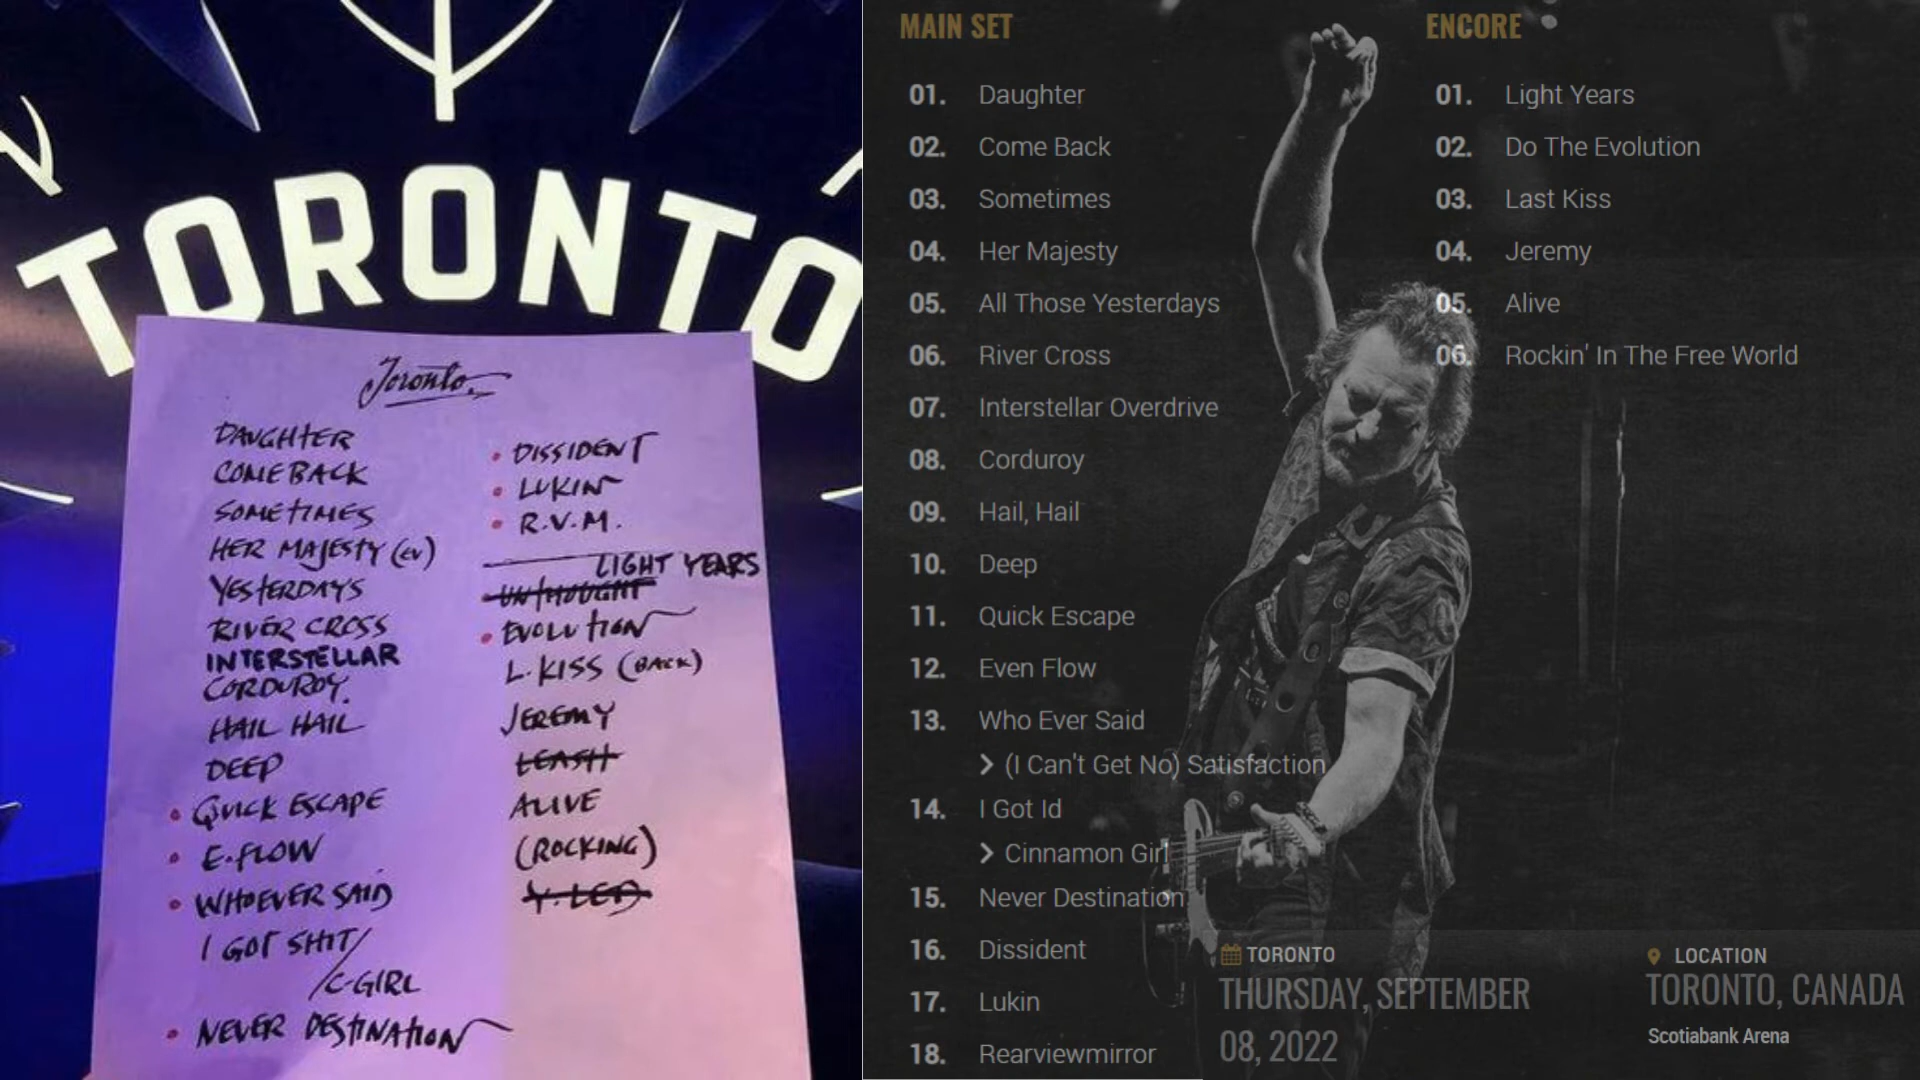 TORONTO
Toronto
DAUGHTER
COMEBACK
SOMETIMES
HER MAJESTY (EV)
YESTERDAYS
RIVER CROSS
INTERSTELLAR
CORDUROY.
HAIL HAIL
DEEP
QUICK ESCAPE
E.FLOW
WHOEVER SAID
I GOT SHIT/
/C-GIRL
NEVER DESTINATION
DISSIDENT
LUKIN
R.V.M.
LIGHT YEARS
UNTHOUGHT
EVOLUTION
L.KISS (BACK)
JEREMY
LEASH
ALIVE
(ROCKING)
Y. LED
MAIN SET
01. Daughter
02. Come Back
03. Sometimes
04. Her Majesty
05. All Those Yesterdays
06. River Cross
07. Interstellar Overdrive
08. Corduroy
09. Hail, Hail
10. Deep
11. Quick Escape
12. Even Flow
13. Who Ever Said
> (I Can't Get No) Satisfaction
14. I Got Id
> Cinnamon Girl
15. Never Destination
16. Dissident
17. Lukin
18. Rearviewmirror
ENCORE
01. Light Years
02. Do The Evolution
03. Last Kiss
04. Jeremy
05. Alive
06. Rockin' In The Free World
TORONTO
THURSDAY, SEPTEMBER
08, 2022
LOCATION
TORONTO, CANADA
Scotiabank Arena